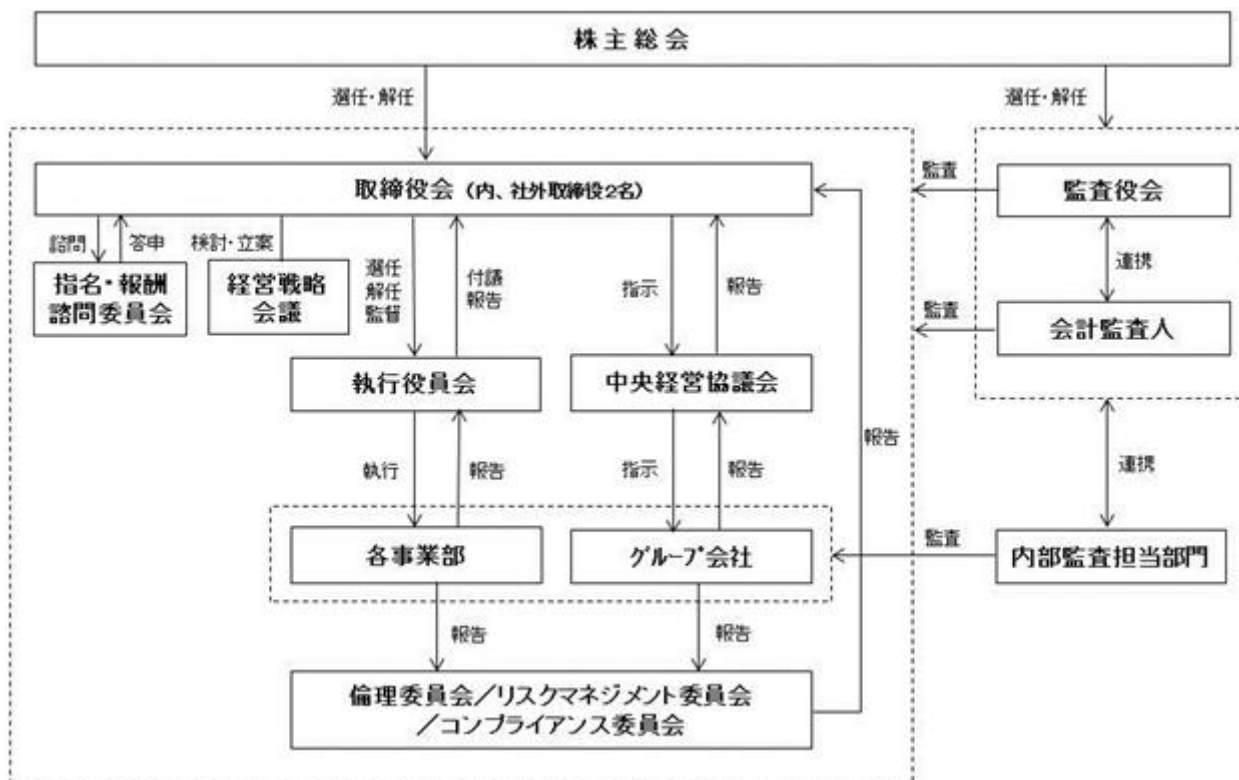 株主総会
選任・解任
選任・解任
取締役会（内、社外取締役2名）
監査
監査役会
諮問
答申
検討・立案
指名・報酬
諮問委員会
経営戦略
会議
選任
解任
監督
付議
報告
指示
報告
連携
監査
会計監査人
執行役員会
中央経営協議会
報告
執行
報告
指示
報告
連携
各事業部
グループ会社
監査
内部監査担当部門
報告
報告
倫理委員会／リスクマネジメント委員会
／コンプライアンス委員会